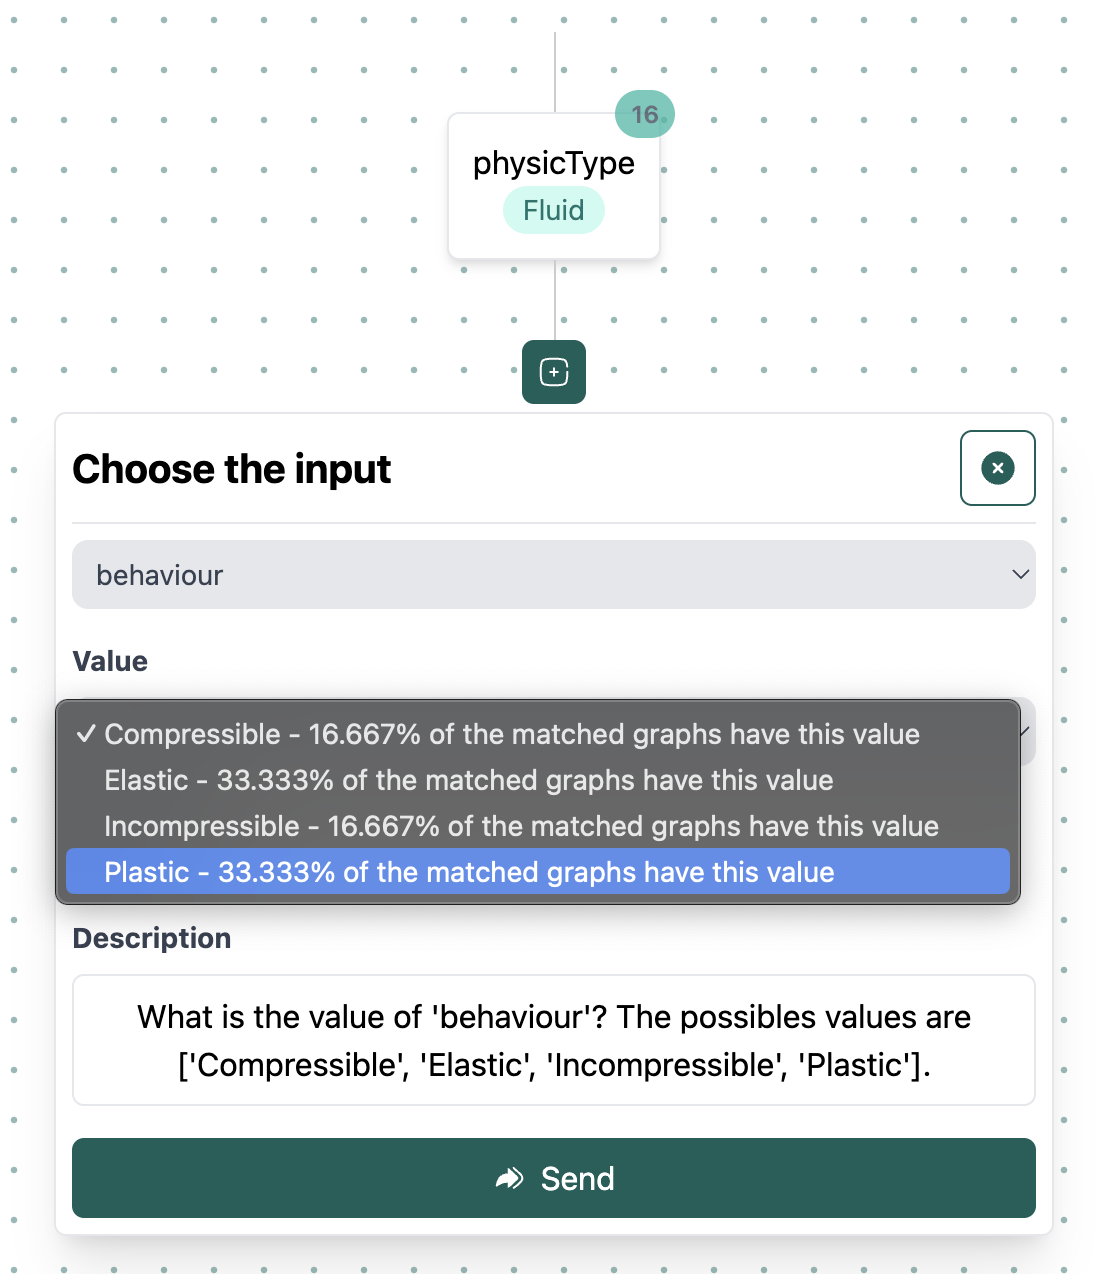 16
physicType
Fluid
Choose the input
behaviour
Value
✓ Compressible - 16.667% of the matched graphs have this value
Elastic - 33.333% of the matched graphs have this value
Incompressible - 16.667% of the matched graphs have this value
Plastic - 33.333% of the matched graphs have this value
Description
What is the value of 'behaviour'? The possibles values are
['Compressible', 'Elastic', 'Incompressible', 'Plastic'].
Send